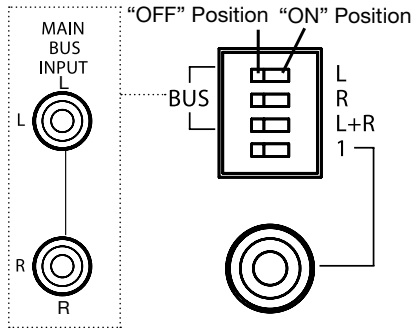 “OFF” Position “ON” Position
MAIN
BUS
INPUT
L
L
R
R
BUS
L
R
L+R
1